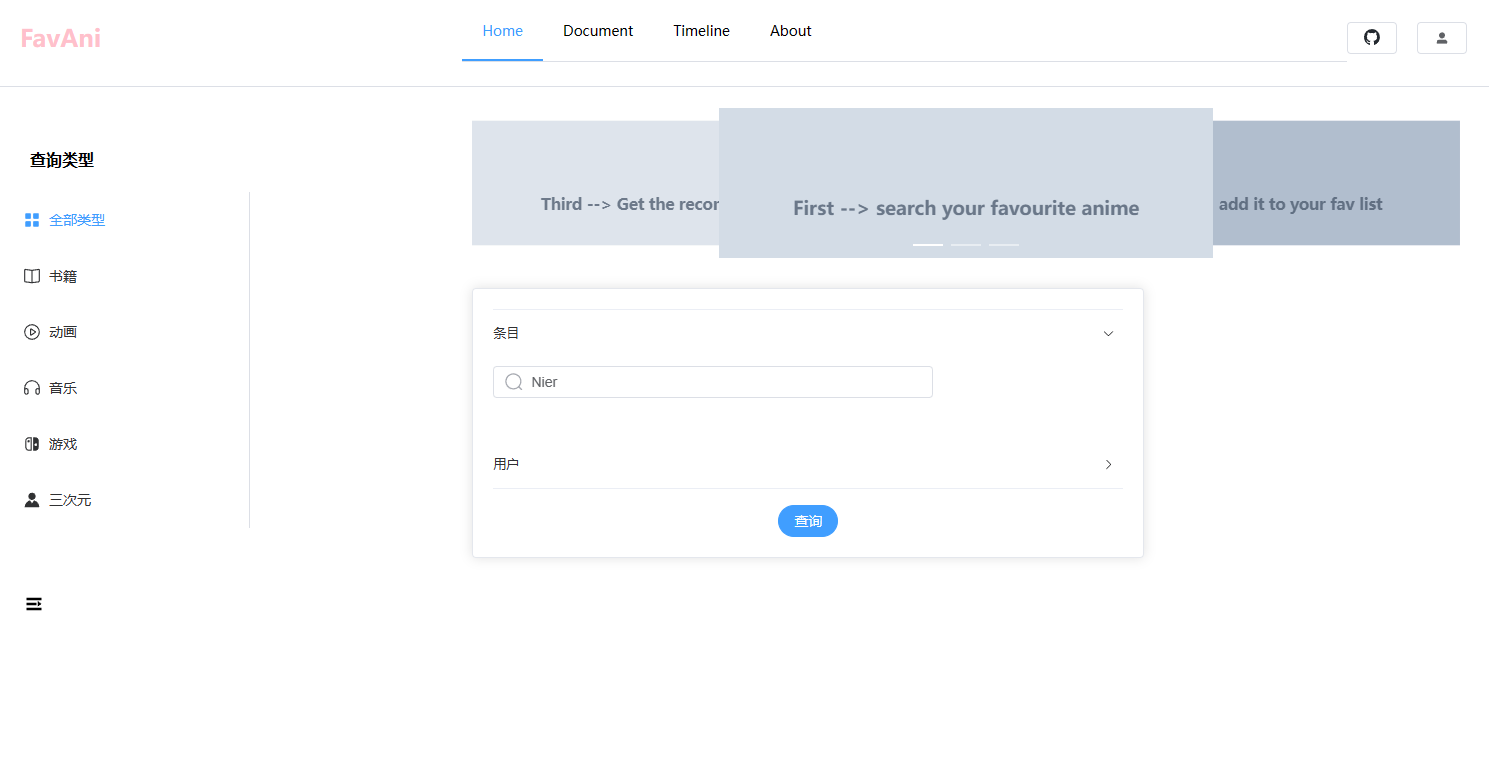 FavAni
Home Document Timeline About
查询类型
全部类型
书籍
动画
音乐
游戏
三次元
Third --> Get the
First --> search your favourite anime
add it to your fav list
条目
Nier
用户
查询